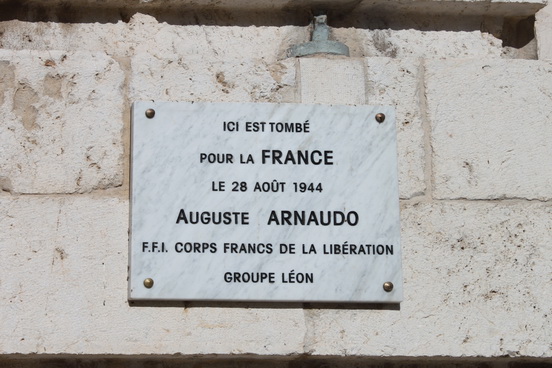 ICI EST TOMBÉ
POUR LA FRANCE
LE 28 AOÛT 1944
AUGUSTE ARNAUDO
F.F.I. CORPS FRANCS DE LA LIBÉRATION
GROUPE LÉON